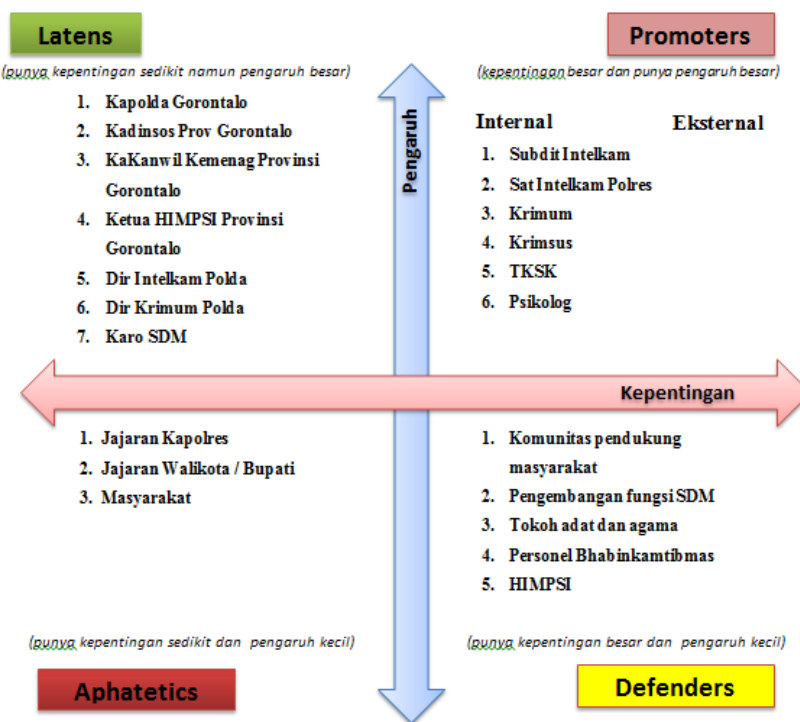 Latens
(punya kepentingan sedikit namun pengaruh besar)
1. Kapolda Gorontalo
2. Kadinsos Prov Gorontalo
3. KaKanwil Kemenag Provinsi
Gorontalo
4. Ketua HIMPSI Provinsi
Gorontalo
5. Dir Intelkam Polda
6. Dir Krimum Polda
7. Karo SDM
Pengaruh
Promoters
(kepentingan besar dan punya pengaruh besar)
Internal Eksternal
1. Subdit Intelkam
2. Sat Intelkam Polres
3. Krimum
4. Krimsus
5. TKSK
6. Psikolog
Kepentingan
1. Jajaran Kapolres
2. Jajaran Walikota / Bupati
3. Masyarakat
(punya kepentingan sedikit dan pengaruh kecil)
Aphatetics
1. Komunitas pendukung
masyarakat
2. Pengembangan fungsi SDM
3. Tokoh adat dan agama
4. Personel Bhabinkamtibmas
5. HIMPSI
(punya kepentingan besar dan pengaruh kecil)
Defenders